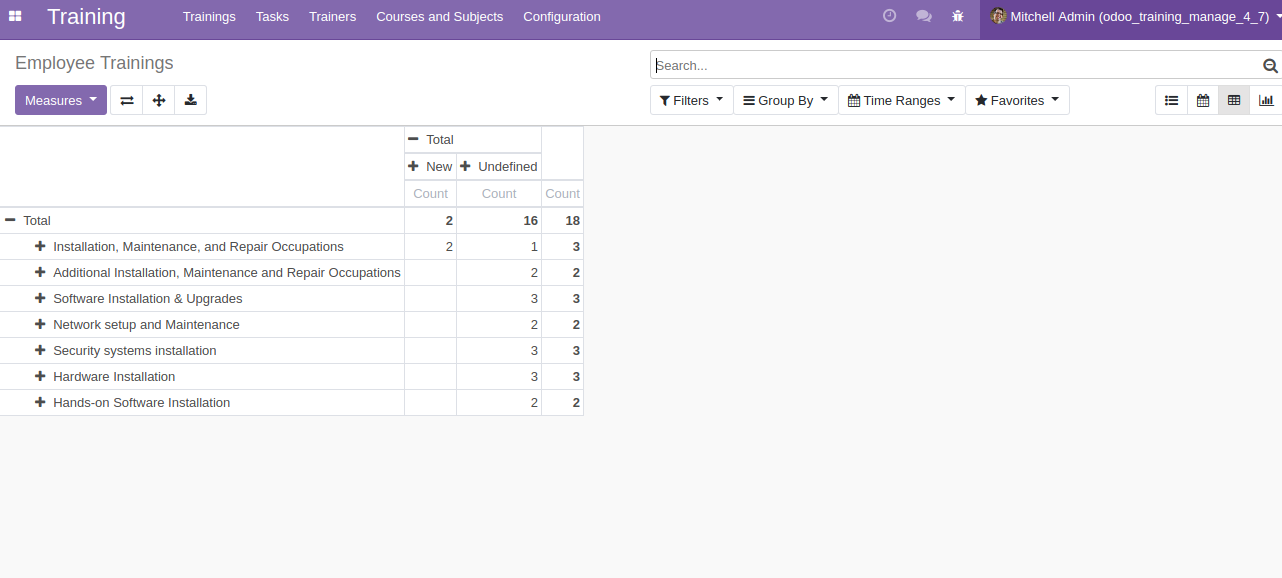 Training Trainings Tasks Trainers Courses and Subjects Configuration Mitchell Admin (odoo_training_manage_4_7)
Employee Trainings
Search...
Measures Filters Group By Time Ranges Favorites
Total
New Undefined
Count Count Count
Total 2 16 18
Installation, Maintenance, and Repair Occupations 2 1 3
Additional Installation, Maintenance and Repair Occupations 2 2
Software Installation & Upgrades 3 3
Network setup and Maintenance 2 2
Security systems installation 3 3
Hardware Installation 3 3
Hands-on Software Installation 2 2